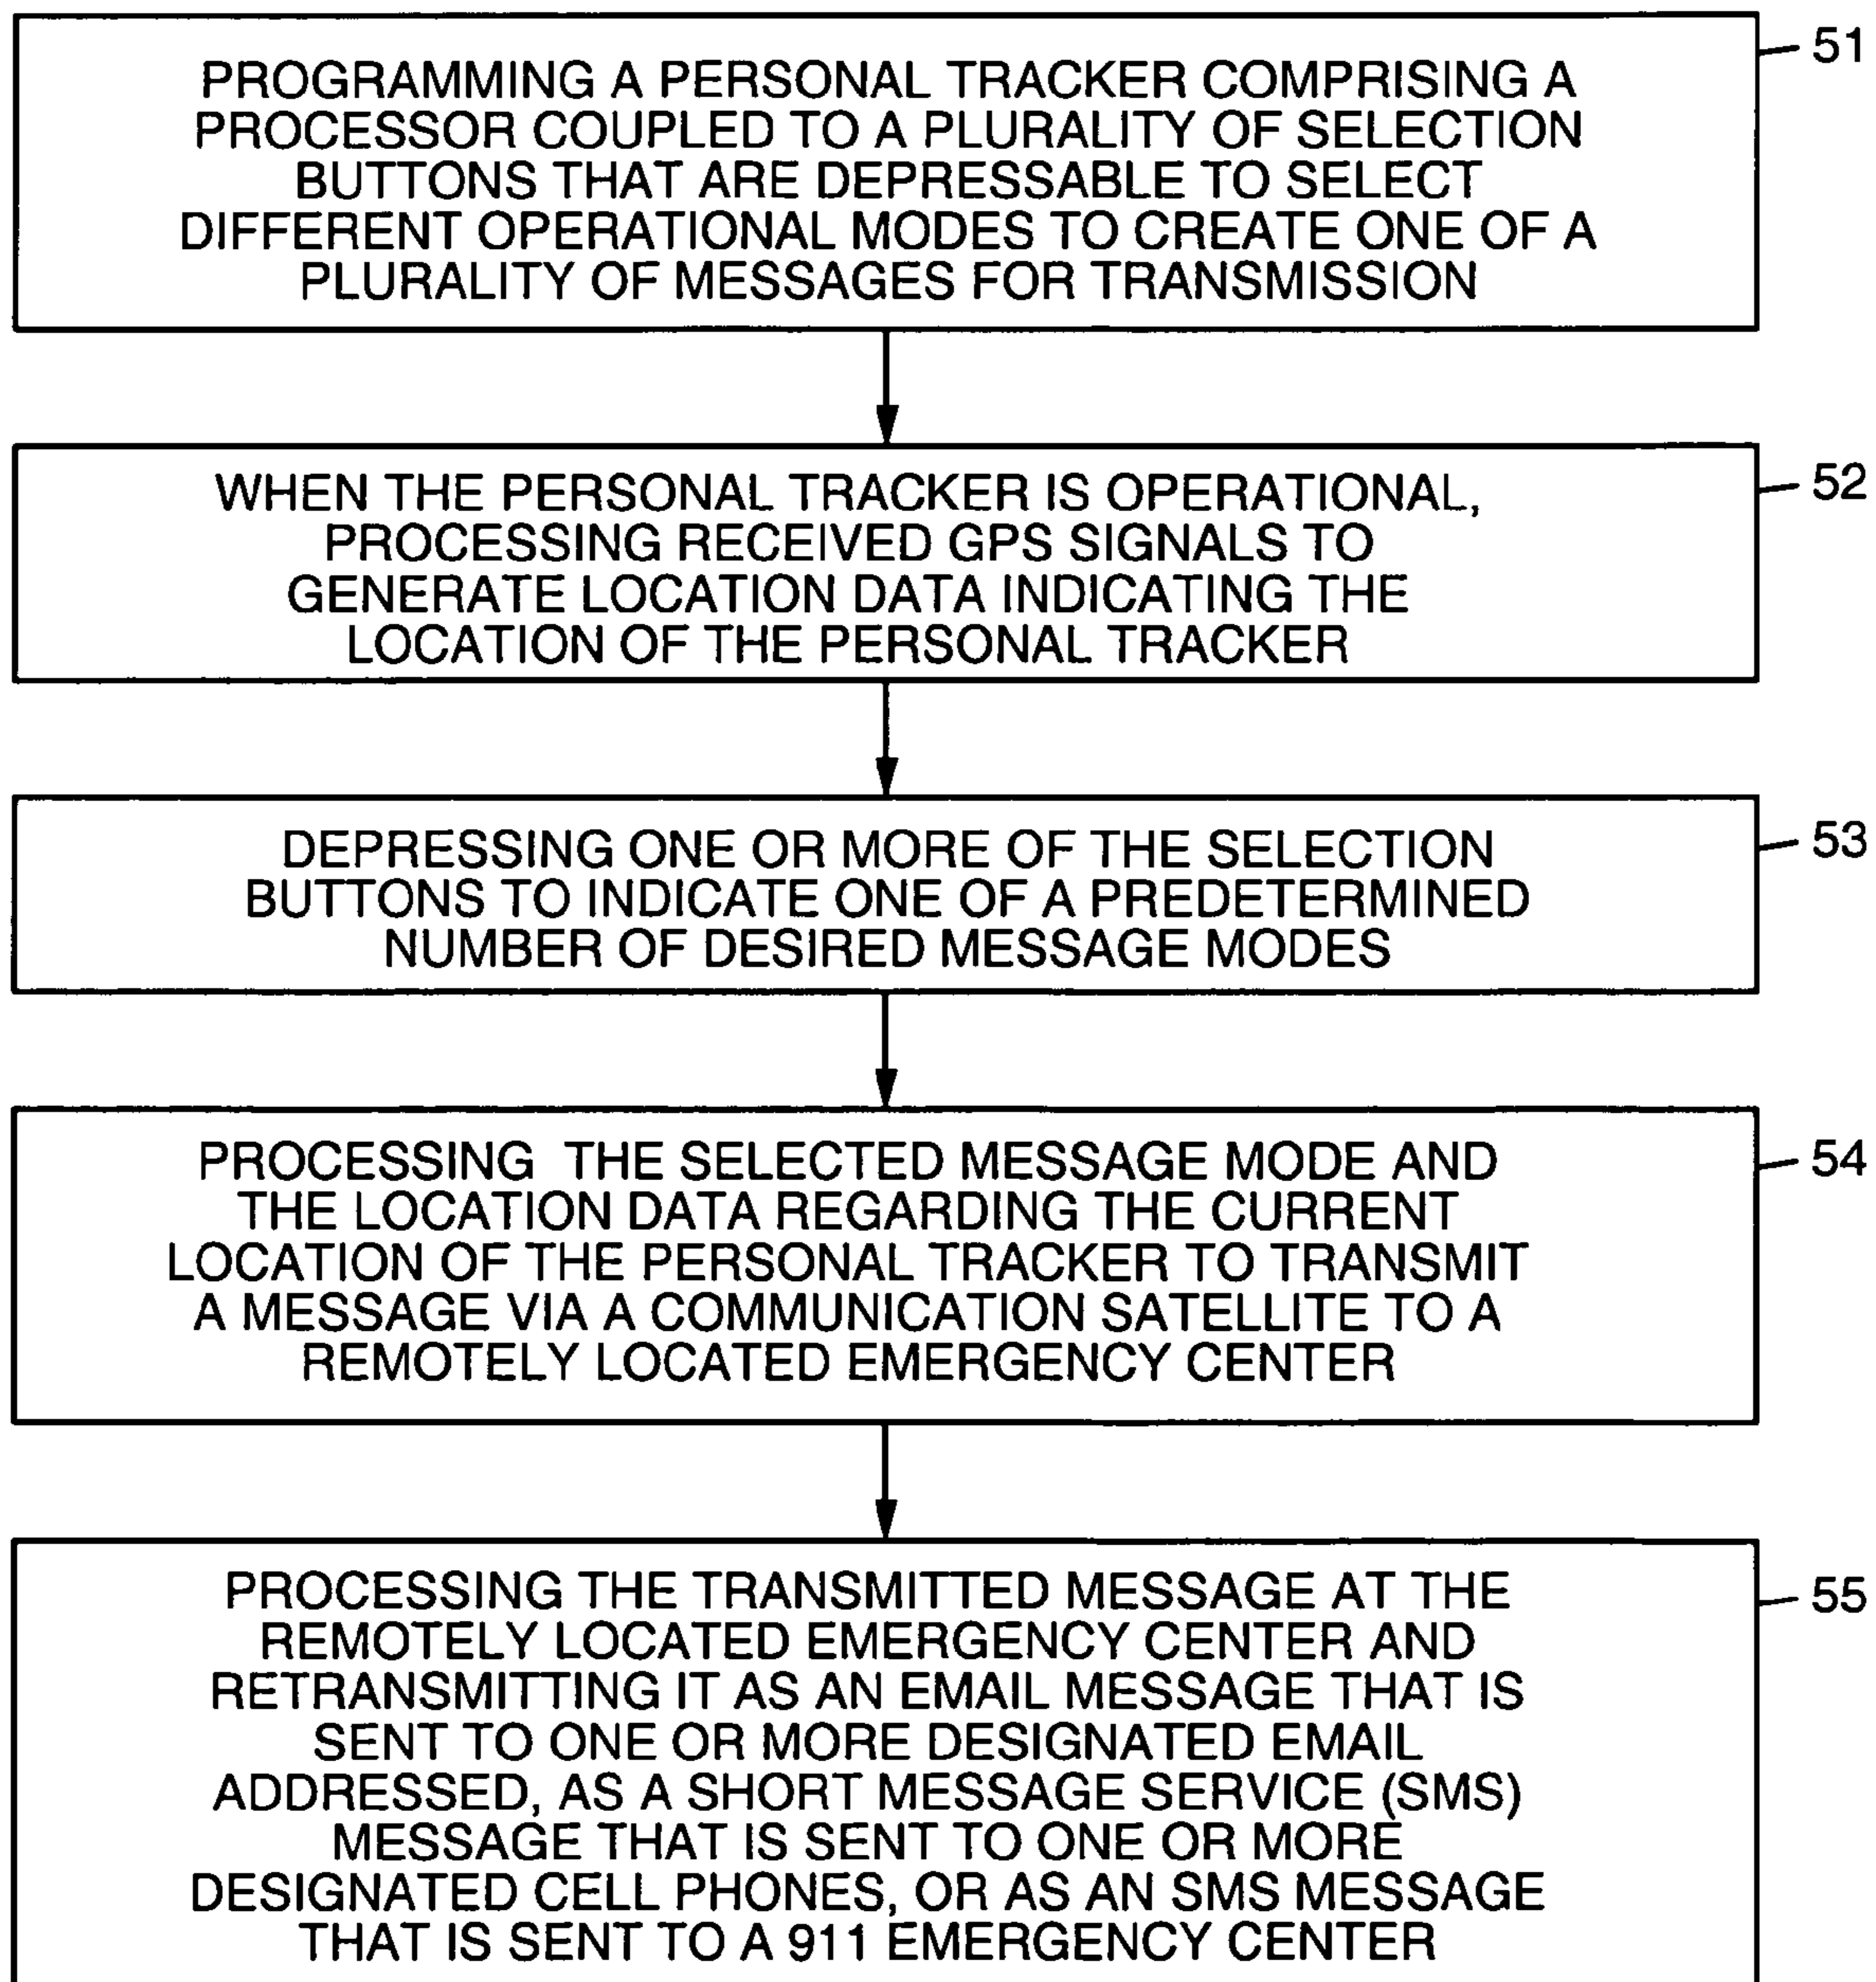 51
PROGRAMMING A PERSONAL TRACKER COMPRISING A
PROCESSOR COUPLED TO A PLURALITY OF SELECTION
BUTTONS THAT ARE DEPRESSABLE TO SELECT
DIFFERENT OPERATIONAL MODES TO CREATE ONE OF A
PLURALITY OF MESSAGES FOR TRANSMISSION
52
WHEN THE PERSONAL TRACKER IS OPERATIONAL,
PROCESSING RECEIVED GPS SIGNALS TO
GENERATE LOCATION DATA INDICATING THE
LOCATION OF THE PERSONAL TRACKER
53
DEPRESSING ONE OR MORE OF THE SELECTION
BUTTONS TO INDICATE ONE OF A PREDETERMINED
NUMBER OF DESIRED MESSAGE MODES
54
PROCESSING THE SELECTED MESSAGE MODE AND
THE LOCATION DATA REGARDING THE CURRENT
LOCATION OF THE PERSONAL TRACKER TO TRANSMIT
A MESSAGE VIA A COMMUNICATION SATELLITE TO A
REMOTELY LOCATED EMERGENCY CENTER
55
PROCESSING THE TRANSMITTED MESSAGE AT THE
REMOTELY LOCATED EMERGENCY CENTER AND
RETRANSMITTING IT AS AN EMAIL MESSAGE THAT IS
SENT TO ONE OR MORE DESIGNATED EMAIL
ADDRESSED, AS A SHORT MESSAGE SERVICE (SMS)
MESSAGE THAT IS SENT TO ONE OR MORE
DESIGNATED CELL PHONES, OR AS AN SMS MESSAGE
THAT IS SENT TO A 911 EMERGENCY CENTER